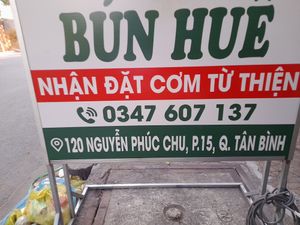 BÚN HUẾ
NHẬN ĐẶT CƠM TỪ THIỆN
0347 607 137
120 NGUYỄN PHÚC CHU, P.15, Q. TÂN BÌNH